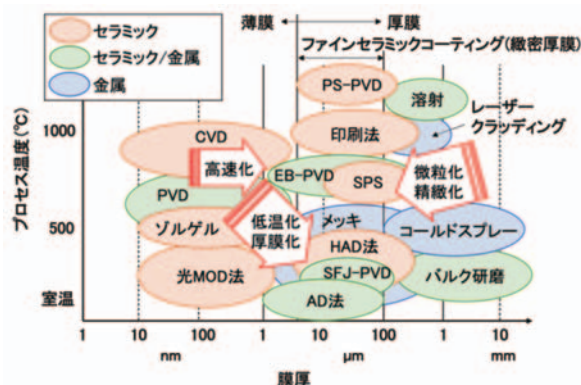 セラミック
セラミック/金属
金属
薄膜
厚膜
ファインセラミックコーティング(緻密厚膜)
PS-PVD
溶射
レーザー
クラッディング
印刷法
CVD
高速化
EB-PVD
SPS
微粒化
精緻化
PVD
ゾルゲル
低温化
厚膜化
メッキ
コールドスプレー
HAD法
光MOD法
SFJ-PVD
バルク研磨
AD法
プロセス温度(℃)
1000
500
室温
1
10
100
1
10
100
1
10
nm
μm
mm
膜厚